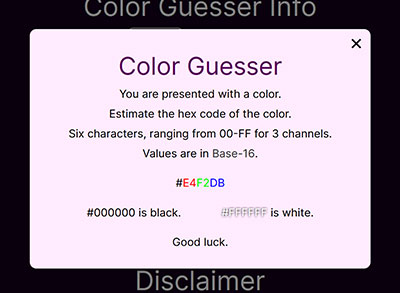 Color Guesser Info
Color Guesser
You are presented with a color.
Estimate the hex code of the color.
Six characters, ranging from 00-FF for 3 channels.
Values are in Base-16.
#E4F2DB
#000000 is black. #FFFFFF is white.
Good luck.
Disclaimer